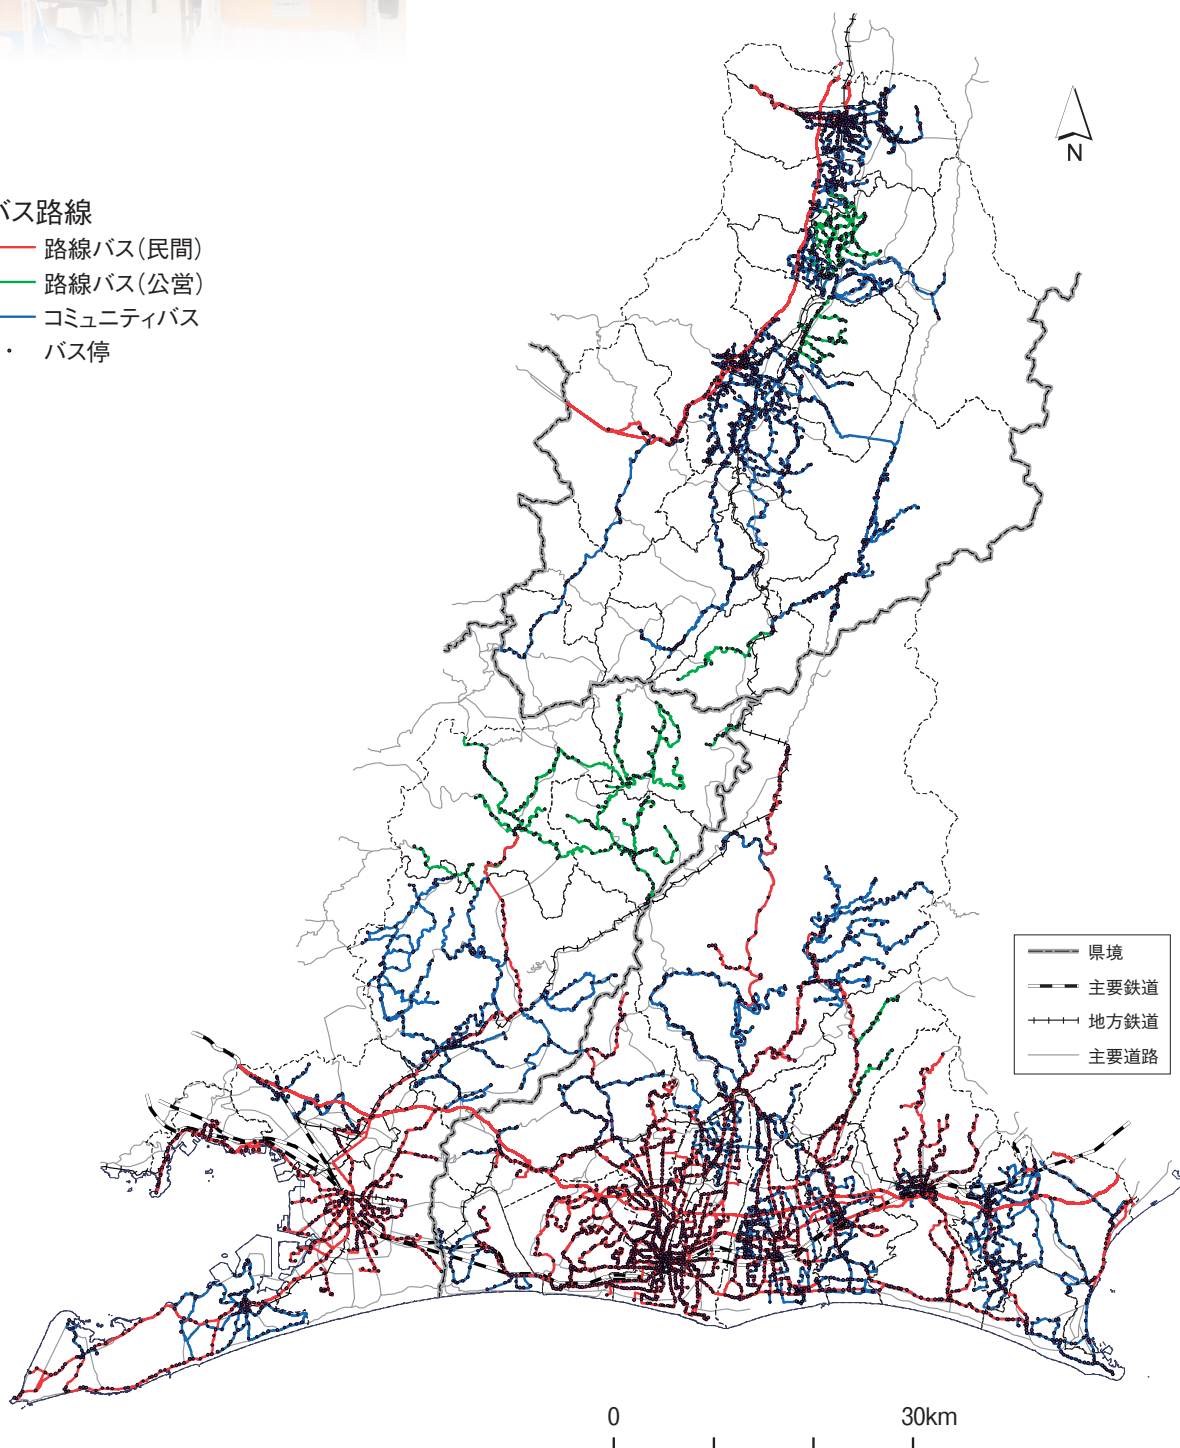 N
バス路線
路線バス（民間）
路線バス（公営）
コミュニティバス
バス停
県境
主要鉄道
地方鉄道
主要道路
0 30km